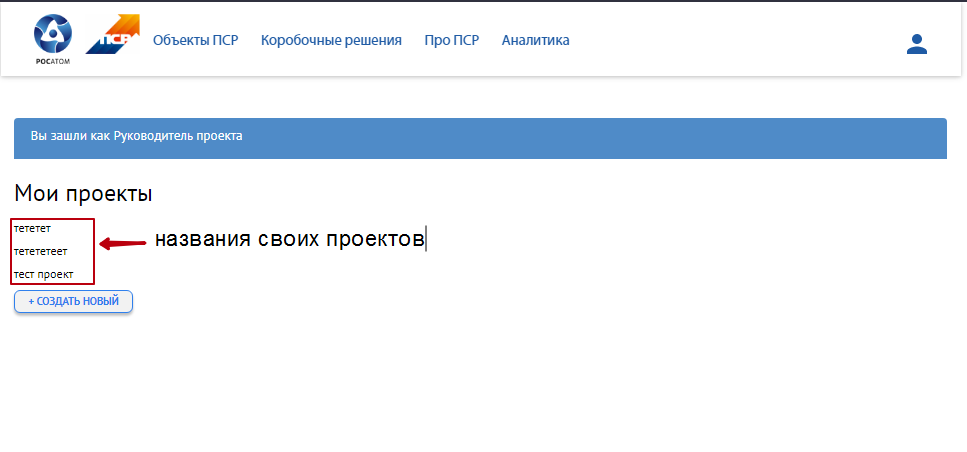 РОСАТОМ
ПСР
Объекты ПСР Коробочные решения Про ПСР Аналитика
Вы зашли как Руководитель проекта
Мои проекты
тететет
тетететеет
тест проект
названия своих проектов
+ СОЗДАТЬ НОВЫЙ